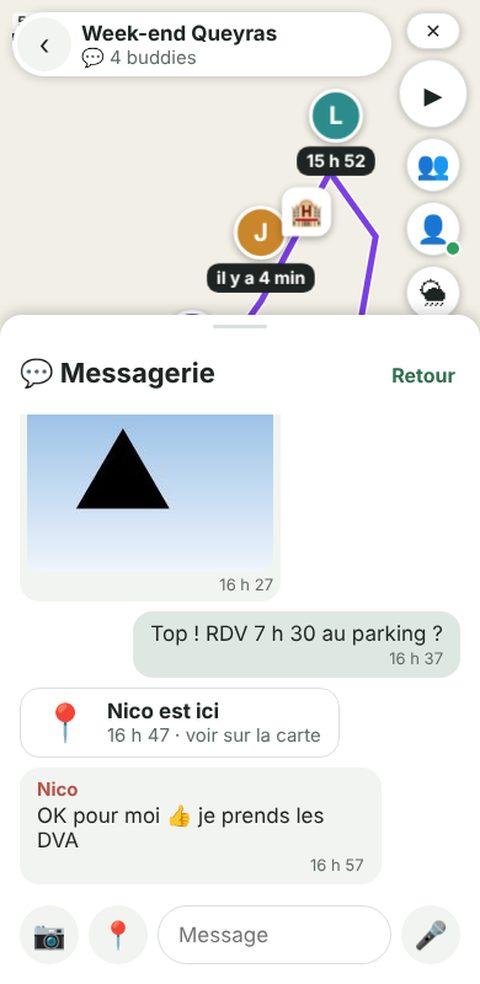 Week-end Queyras
💬 4 buddies
L
15 h 52
H
J
il y a 4 min
💬 Messagerie
Retour
16 h 27
Top ! RDV 7 h 30 au parking ?
16 h 37
Nico est ici
16 h 47 · voir sur la carte
Nico
OK pour moi 👍 je prends les
DVA
16 h 57
Message